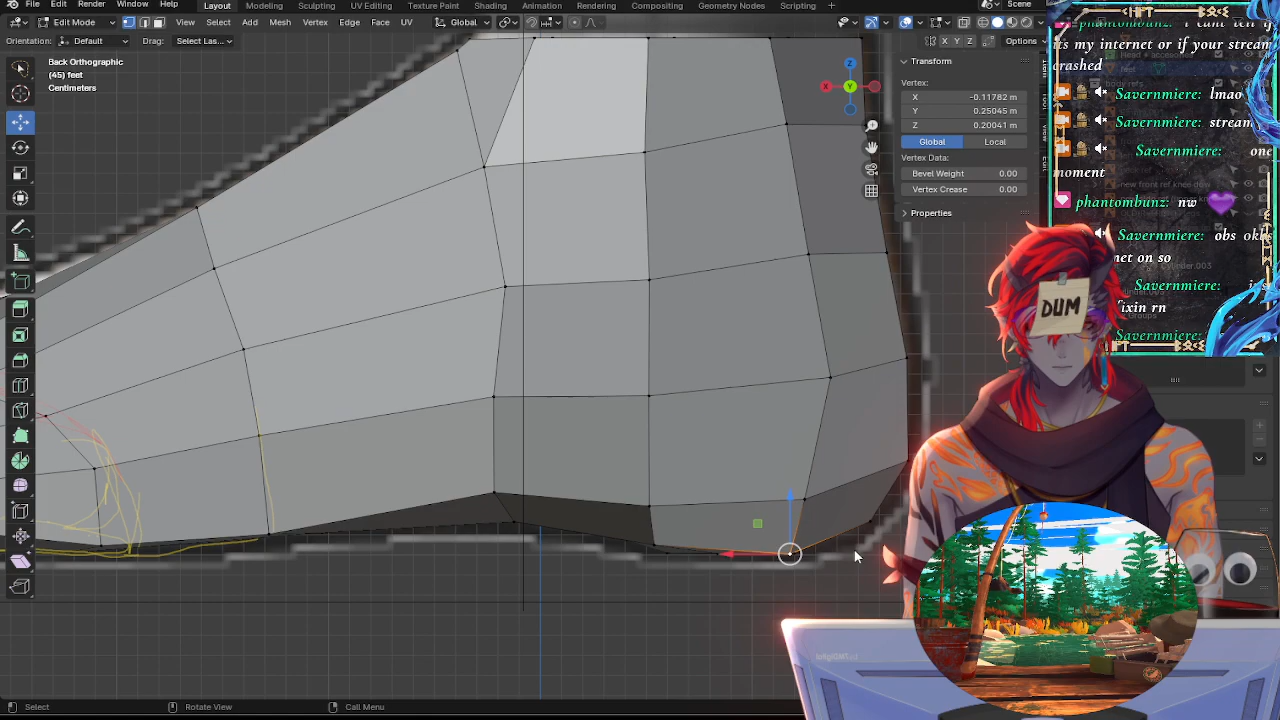 File Edit Render Window Help Layout Modeling Sculpting UV Editing Texture Paint Shading Animation Rendering Compositing Geometry Nodes Scripting + Scene
Edit Mode View Select Add Mesh Vertex Edge Face UV Global
Orientation: Default Drag: Select Las... X Y Z Options
Back Orthographic
(45) feet
Centimeters
Transform
Vertex:
X -0.11782 m
Y 0.25045 m
Z 0.20041 m
Global Local
Vertex Data:
Bevel Weight 0.00
Vertex Crease 0.00
Properties
Z
Y
its my internet or if your stream
crashed
Savernmiere: lmao
Savernmiere: stream
Savernmiere: one
moment
phantombunz: nw
Savernmiere: obs
Savernmiere:
fixin rn
Savernmiere:
DUM
Select Rotate View Call Menu